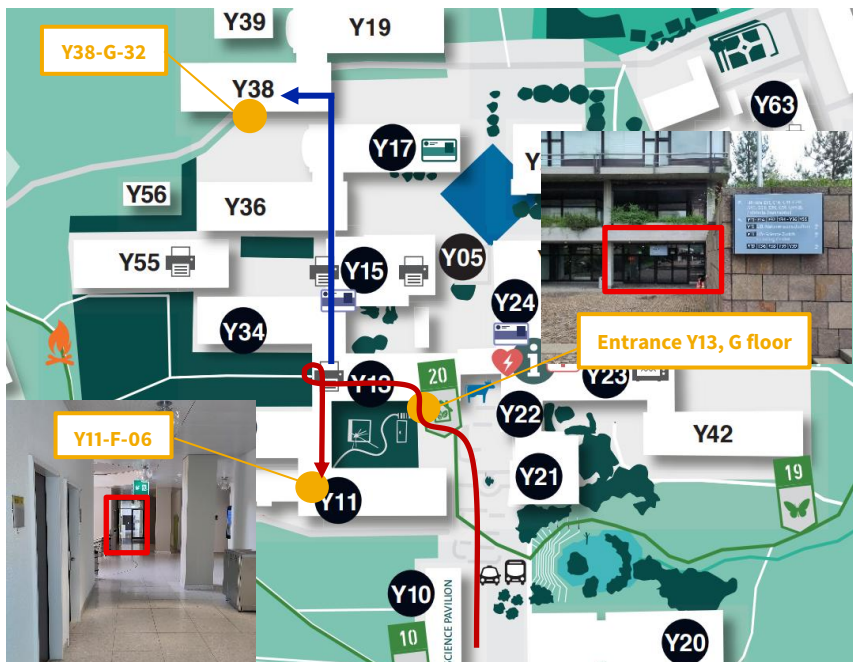 Y39
Y19
Y38-G-32
Y38
Y63
Y17
Y56
Y36
Y55
Y15
Y05
Y24
Y34
Entrance Y13, G floor
20
Y13
Y23
Y22
Y42
Y11-F-06
Y21
19
Y11
Y10
SCIENCE PAVILION
10
Y20